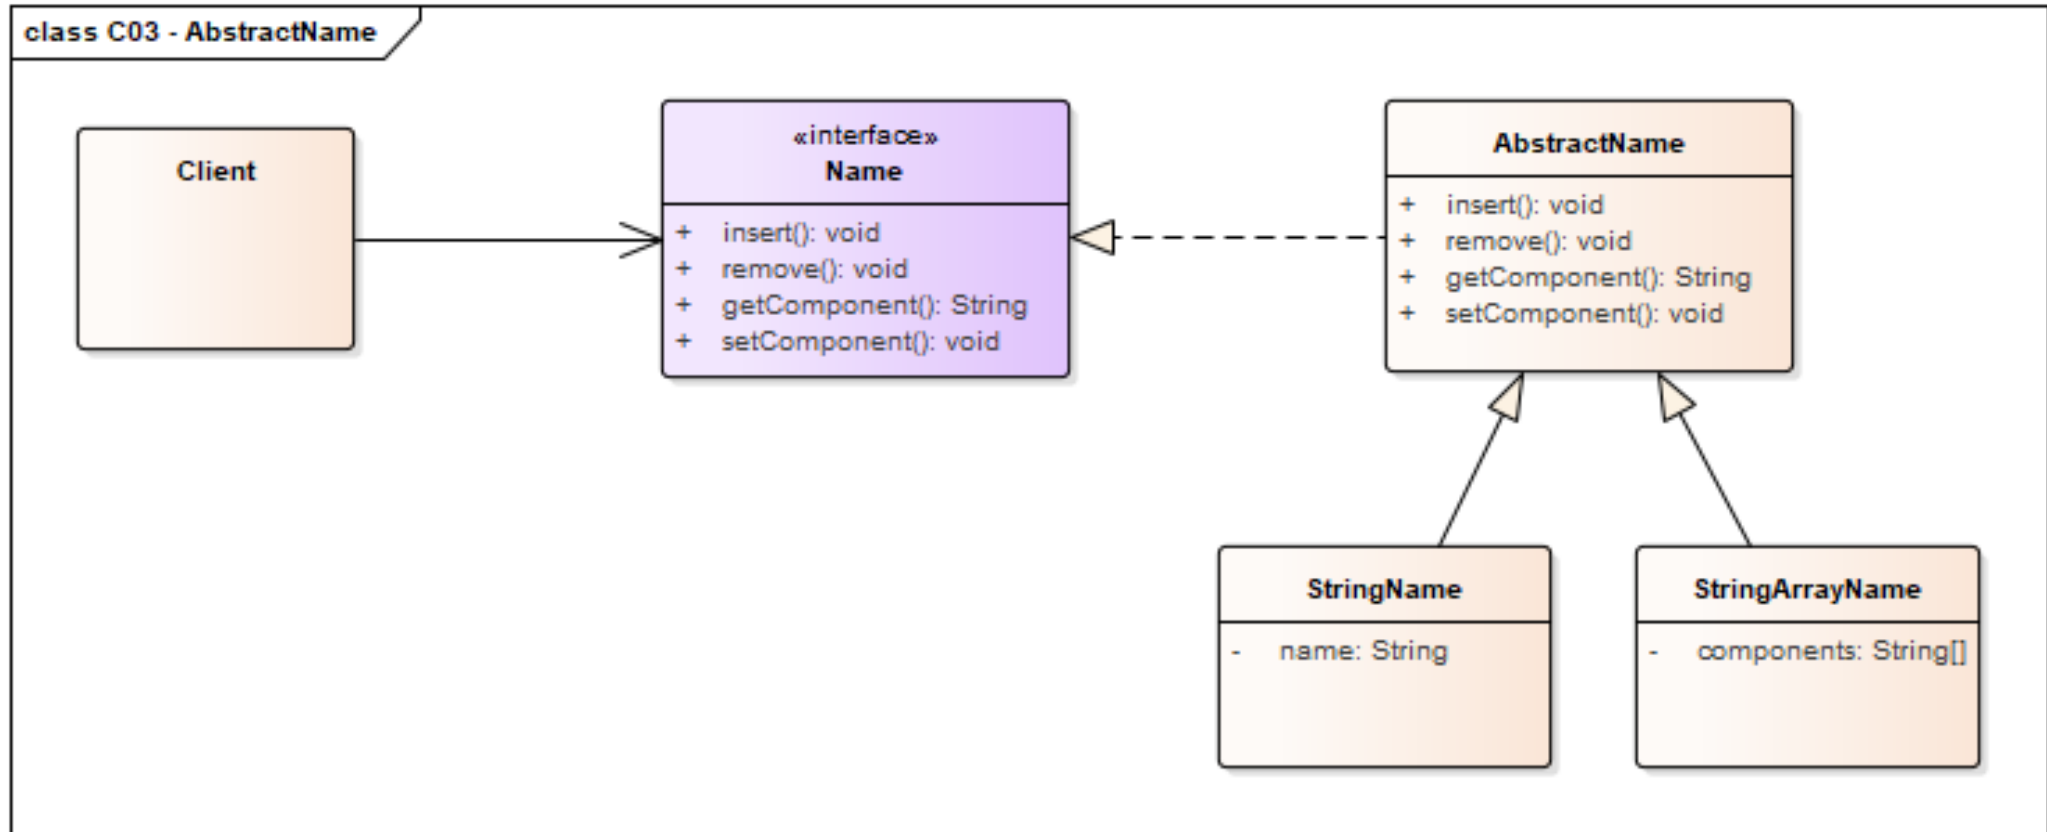 class C03 - AbstractName
Client
«interface»
Name
+ insert(): void
+ remove(): void
+ getComponent(): String
+ setComponent(): void
AbstractName
+ insert(): void
+ remove(): void
+ getComponent(): String
+ setComponent(): void
StringName
- name: String
StringArrayName
- components: String[]